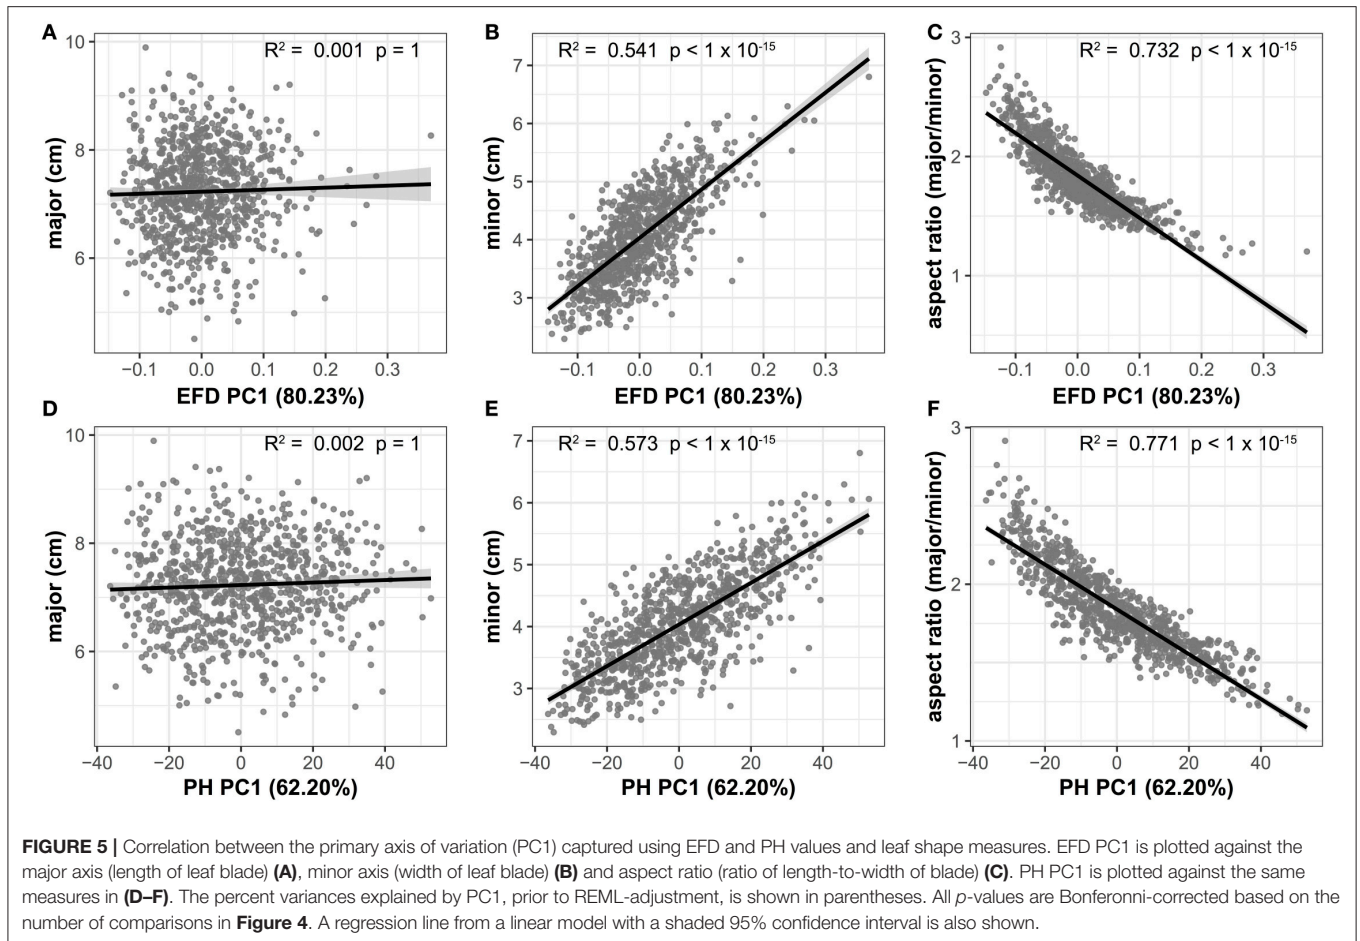 A
R² = 0.001 p = 1
major (cm)
10
8
6
−0.1 0.0 0.1 0.2 0.3
EFD PC1 (80.23%)
B
R² = 0.541 p < 1 x 10⁻¹⁵
minor (cm)
7
6
5
4
3
−0.1 0.0 0.1 0.2 0.3
EFD PC1 (80.23%)
C
R² = 0.732 p < 1 x 10⁻¹⁵
aspect ratio (major/minor)
3
2
1
−0.1 0.0 0.1 0.2 0.3
EFD PC1 (80.23%)
D
R² = 0.002 p = 1
major (cm)
10
8
6
−40 −20 0 20 40
PH PC1 (62.20%)
E
R² = 0.573 p < 1 x 10⁻¹⁵
minor (cm)
7
6
5
4
3
−40 −20 0 20 40
PH PC1 (62.20%)
F
R² = 0.771 p < 1 x 10⁻¹⁵
aspect ratio (major/minor)
3
2
1
−40 −20 0 20 40
PH PC1 (62.20%)
FIGURE 5 | Correlation between the primary axis of variation (PC1) captured using EFD and PH values and leaf shape measures. EFD PC1 is plotted against the
major axis (length of leaf blade) (A), minor axis (width of leaf blade) (B) and aspect ratio (ratio of length-to-width of blade) (C). PH PC1 is plotted against the same
measures in (D–F). The percent variances explained by PC1, prior to REML-adjustment, is shown in parentheses. All p-values are Bonferonni-corrected based on the
number of comparisons in Figure 4. A regression line from a linear model with a shaded 95% confidence interval is also shown.